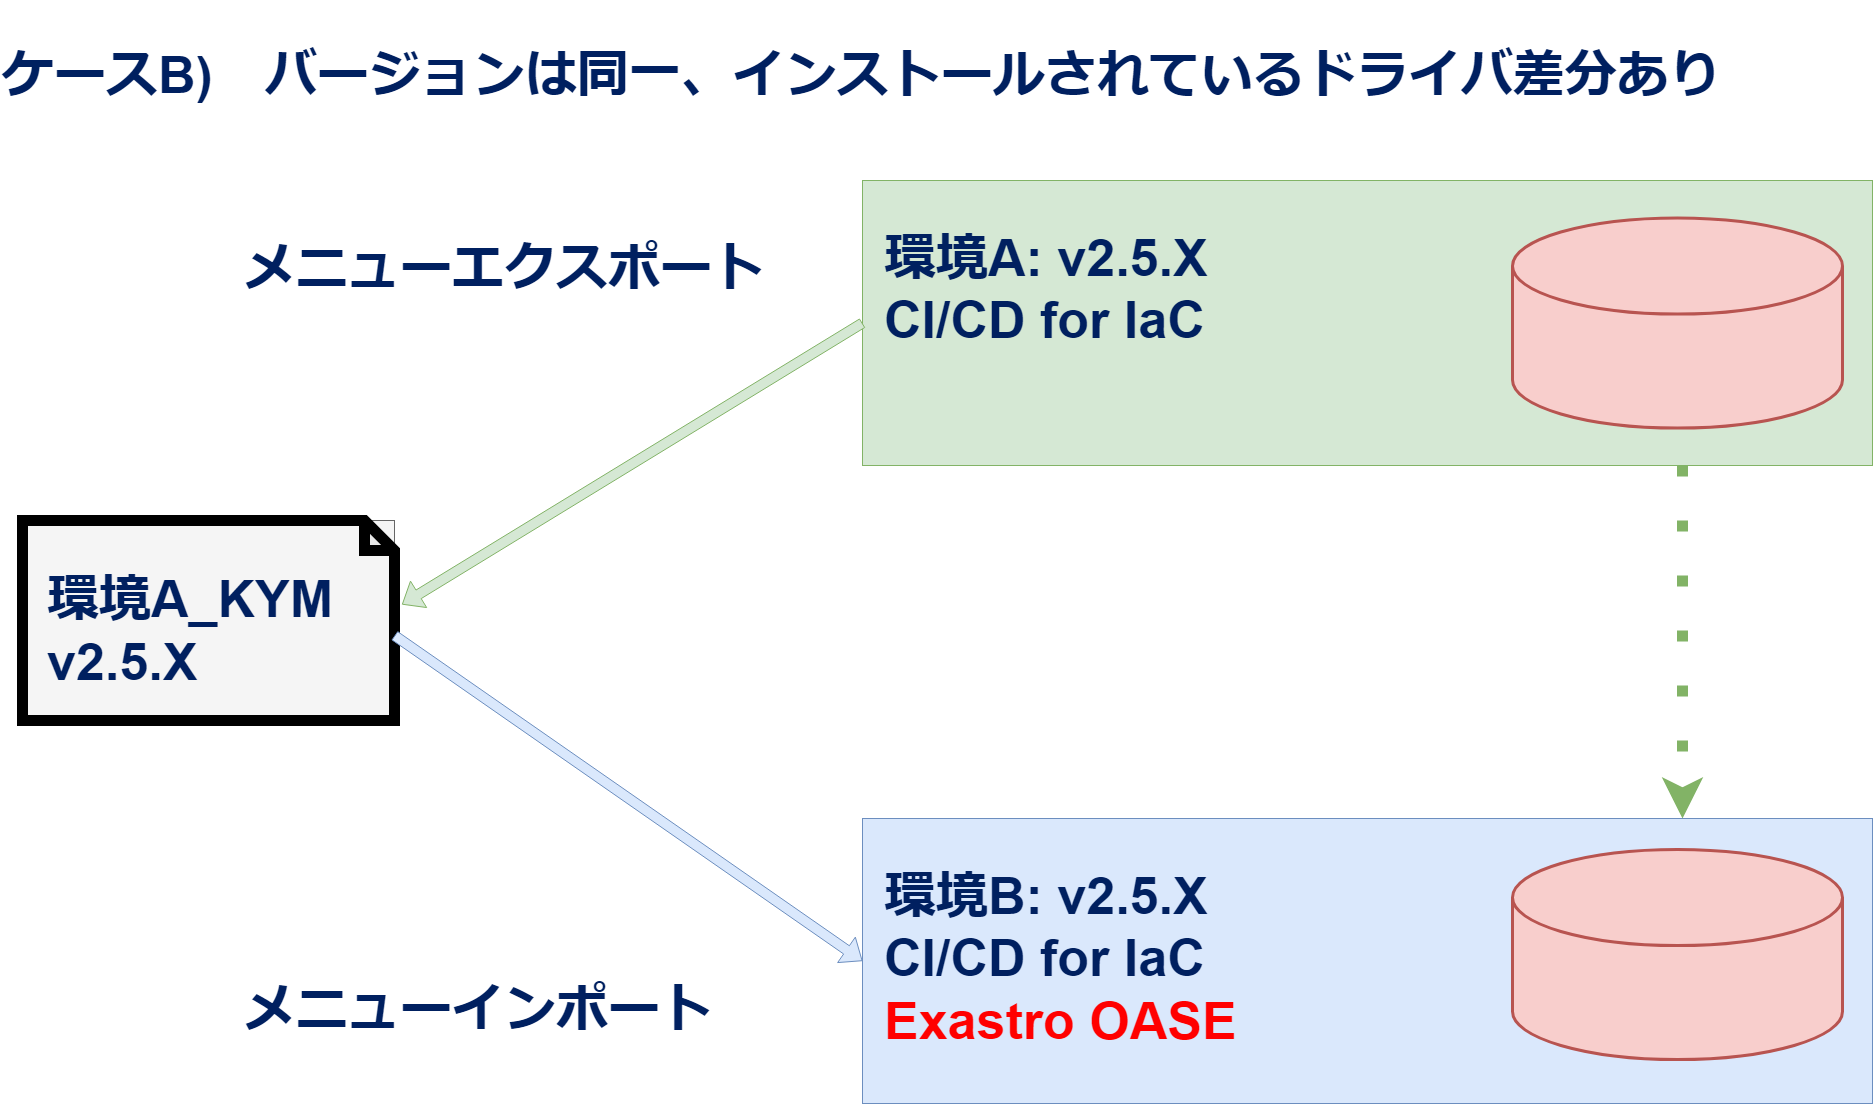 ケースB)　バージョンは同一、インストールされているドライバ差分あり
メニューエクスポート
環境A: v2.5.X
CI/CD for IaC
環境A_KYM
v2.5.X
環境B: v2.5.X
CI/CD for IaC
Exastro OASE
メニューインポート